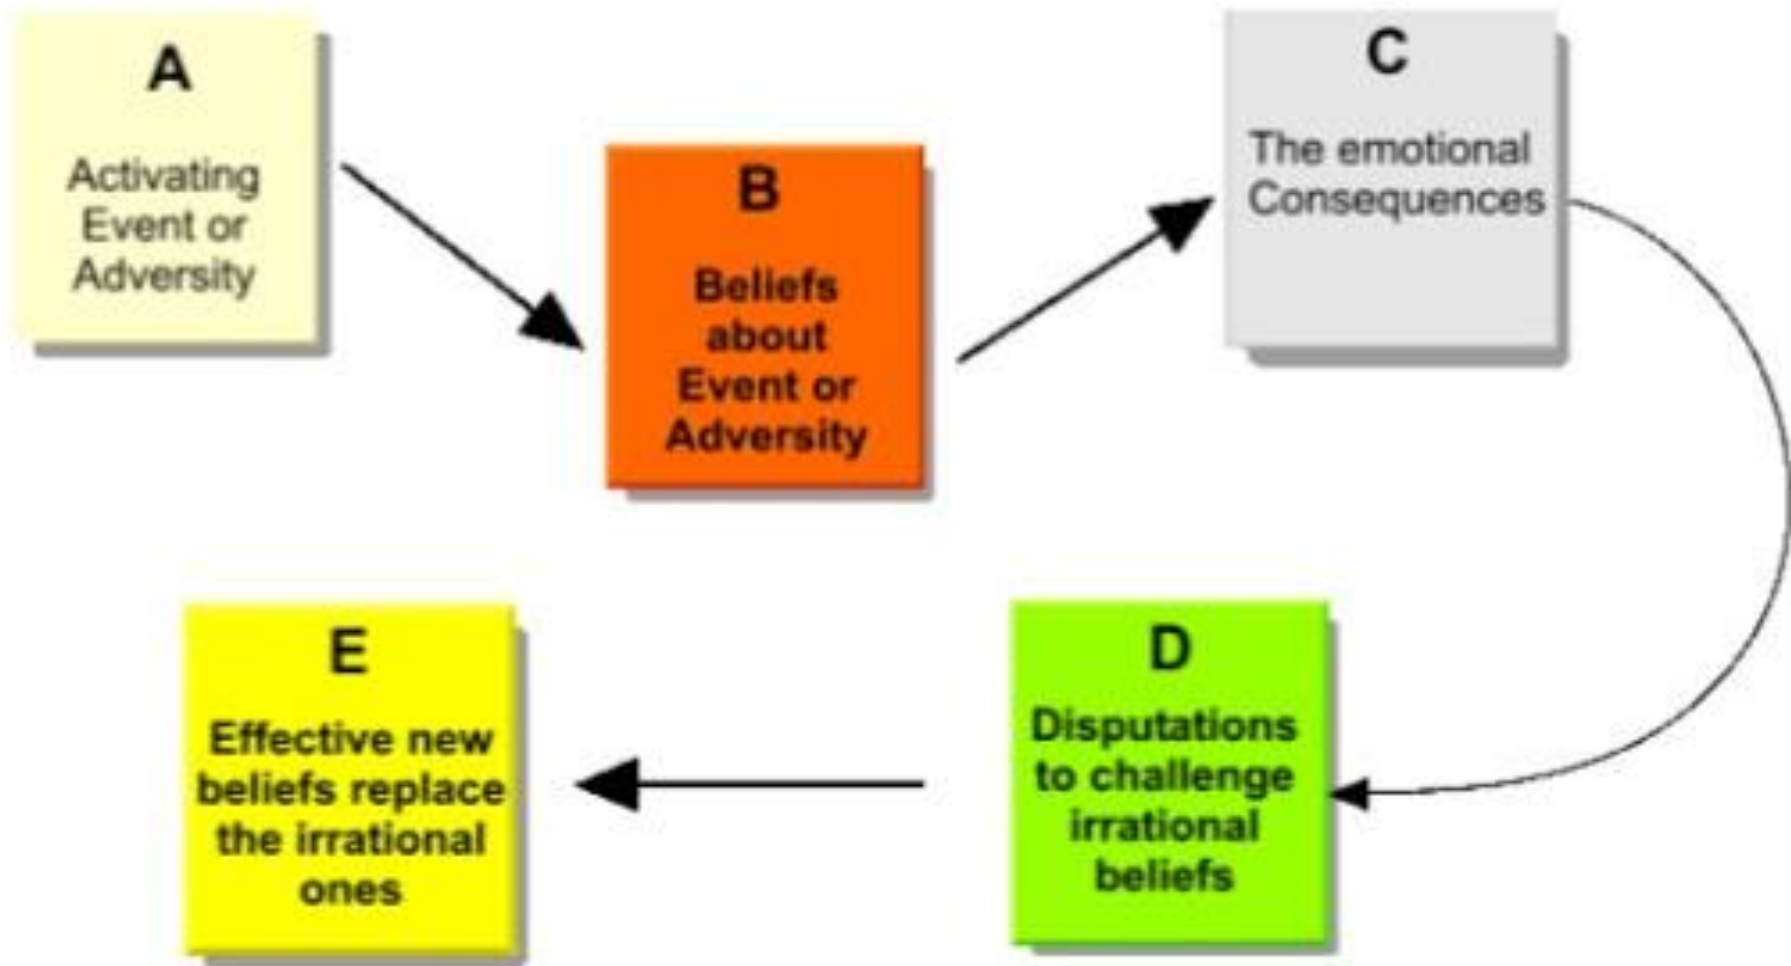 A
Activating
Event or
Adversity
B
Beliefs
about
Event or
Adversity
C
The emotional
Consequences
D
Disputations
to challenge
irrational
beliefs
E
Effective new
beliefs replace
the irrational
ones